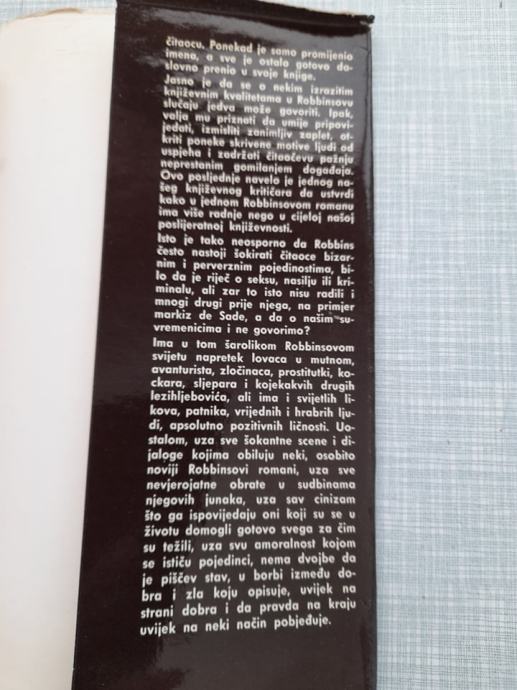 čitaocu. Ponekad je samo promijenio
imena, a sve je ostalo gotovo do-
slovno prenio u svoje knjige.
Jasno je da se o nekim izrazitim
književnim kvalitetama u Robbinsovu
slučaju jedva može govoriti. Ipak,
valja mu priznati da umije pripovi-
jedati, izmisliti zanimljiv zaplet, ot-
kriti poneke skrivene motive ljudi od
uspjeha i zadržati čitaočevu pažnju
neprestanim gomilanjem događaja.
Ovo posljednje navelo je jednog na-
šeg književnog kritičara da ustvrdi
kako u jednom Robbinsovom romanu
ima više radnje nego u cijeloj našoj
poslijeratnoj književnosti.
Isto je tako neosporno da Robbins
često nastoji šokirati čitaoce bizar-
nim i perverznim pojedinostima, bi-
lo da je riječ o seksu, nasilju ili kri-
minalu, ali zar to isto nisu radili i
mnogi drugi prije njega, na primjer
markiz de Sade, a da o našim su-
vremenicima i ne govorimo?
Ima u tom šarolikom Robbinsovom
svijetu napretek lovaca u mutnom,
avanturista, zločinaca, prostitutki, ko-
ckara, sljepara i kojekakvih drugih
lezihljebovića, ali ima i svijetlih li-
kova, patnika, vrijednih i hrabrih lju-
di, apsolutno pozitivnih ličnosti. Uo-
stalom, uza sve šokantne scene i di-
jaloge kojima obiluju neki, osobito
noviji Robbinsovi romani, uza sve
nevjerojatne obrate u sudbinama
njegovih junaka, uza sav cinizam
što ga ispovijedaju oni koji su se u
životu domogli gotovo svega za čim
su težili, uza svu amoralnost kojom
se ističu pojedinci, nema dvojbe da
je piščev stav, u borbi između do-
bra i zla koju opisuje, uvijek na
strani dobra i da pravda na kraju
uvijek na neki način pobjeđuje.